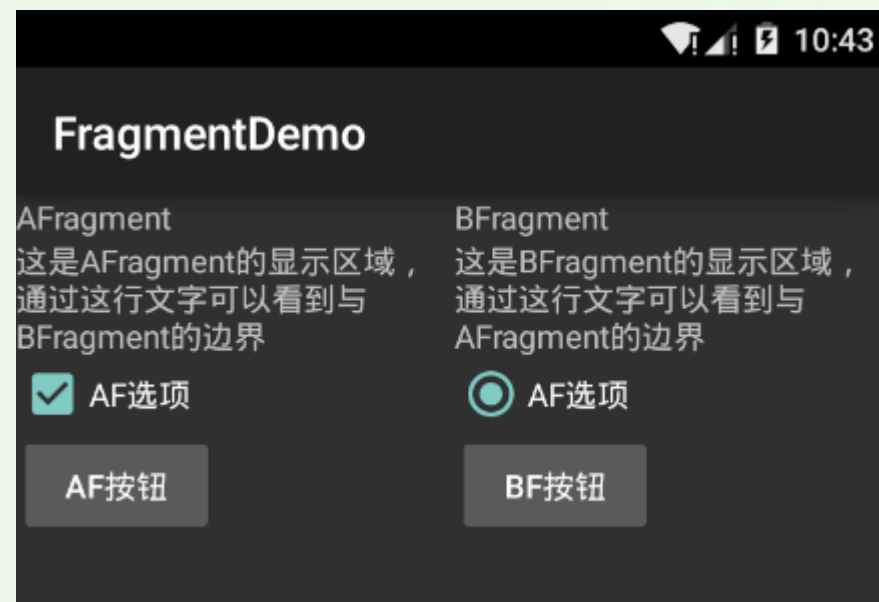 10:43
FragmentDemo
AFragment
这是AFragment的显示区域，
通过这行文字可以看到与
BFragment的边界
AF选项
AF按钮
BFragment
这是BFragment的显示区域，
通过这行文字可以看到与
AFragment的边界
AF选项
BF按钮